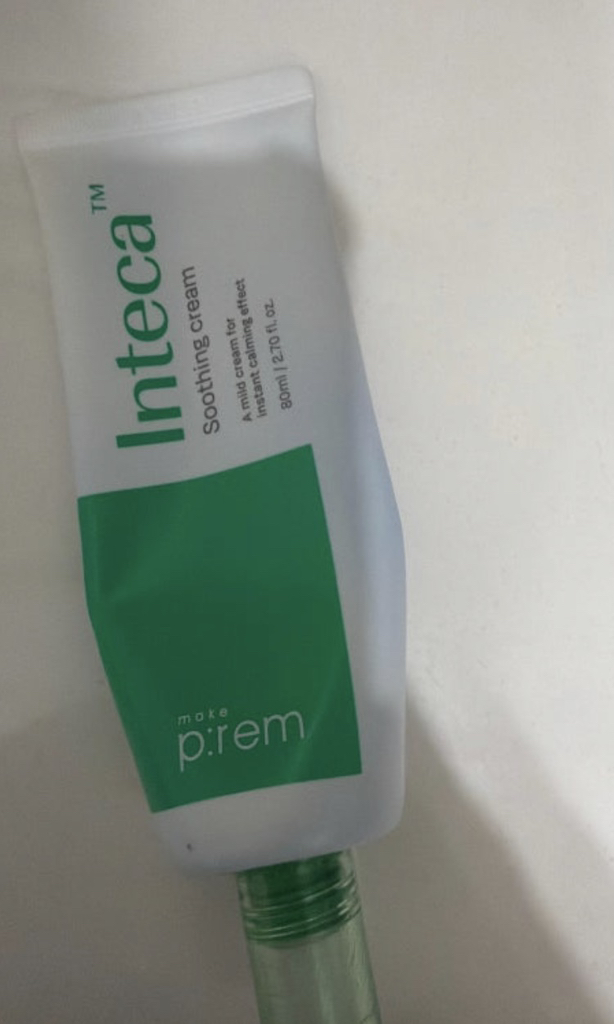 Inteca™
Soothing cream
A mild cream for
instant calming effect
80ml / 2.70 fl. oz.
make
p:rem